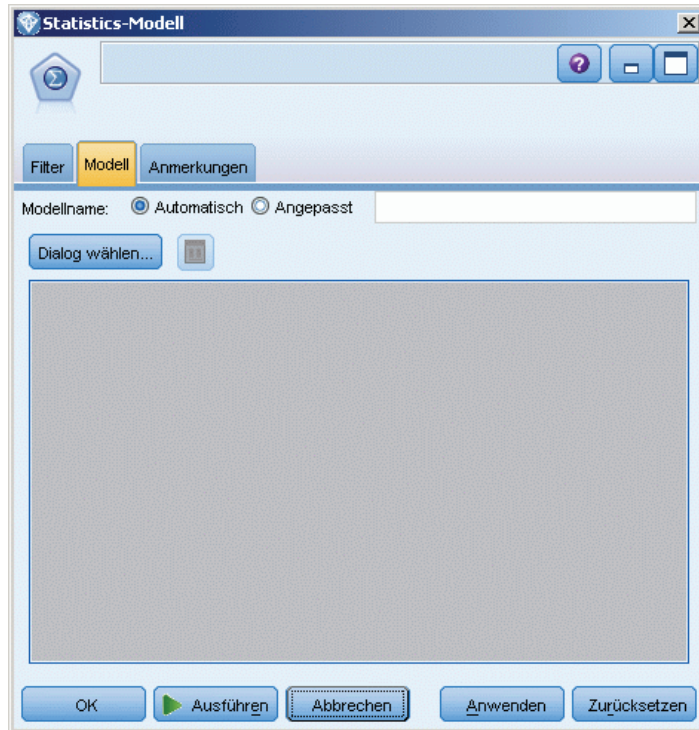 Statistics-Modell
Filter
Modell
Anmerkungen
Modellname: Automatisch Angepasst
Dialog wählen...
OK
Ausführen
Abbrechen
Anwenden
Zurücksetzen